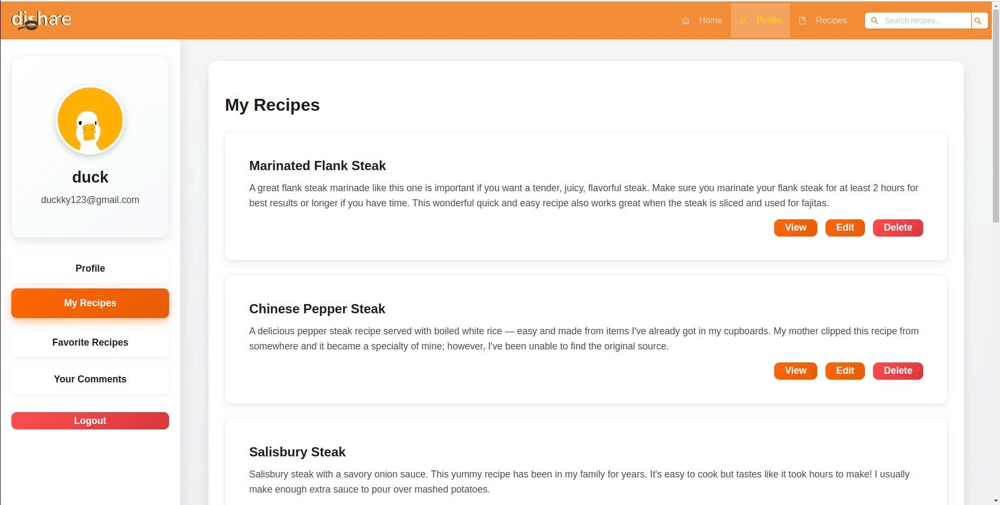 dishare
Home
Profile
Recipes
Search recipes...
duck
duckky123@gmail.com
Profile
My Recipes
Favorite Recipes
Your Comments
Logout
My Recipes
Marinated Flank Steak
A great flank steak marinade like this one is important if you want a tender, juicy, flavorful steak. Make sure you marinate your flank steak for at least 2 hours for
best results or longer if you have time. This wonderful quick and easy recipe also works great when the steak is sliced and used for fajitas.
View Edit Delete
Chinese Pepper Steak
A delicious pepper steak recipe served with boiled white rice — easy and made from items I've already got in my cupboards. My mother clipped this recipe from
somewhere and it became a specialty of mine; however, I've been unable to find the original source.
View Edit Delete
Salisbury Steak
Salisbury steak with a savory onion sauce. This yummy recipe has been in my family for years. It's easy to cook but tastes like it took hours to make! I usually
make enough extra sauce to pour over mashed potatoes.